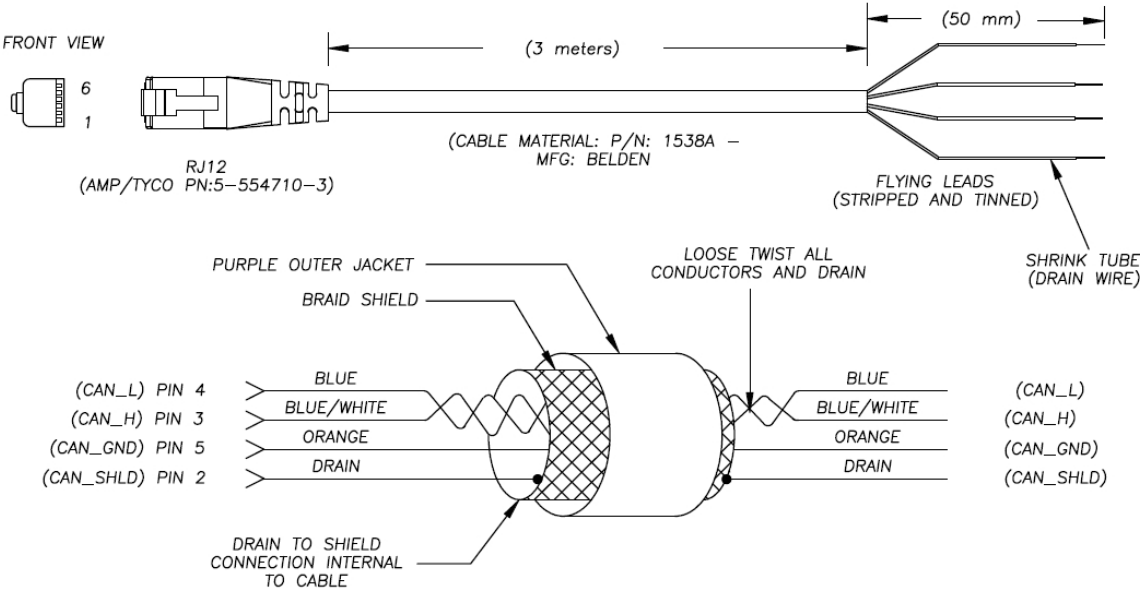 (50 mm)
FRONT VIEW
(3 meters)
6
1
(CABLE MATERIAL: P/N: 1538A –
MFG: BELDEN
RJ12
(AMP/TYCO PN:5-554710-3)
FLYING LEADS
(STRIPPED AND TINNED)
SHRINK TUBE
(DRAIN WIRE)
PURPLE OUTER JACKET
LOOSE TWIST ALL
CONDUCTORS AND DRAIN
BRAID SHIELD
(CAN_L) PIN 4
BLUE
BLUE
(CAN_L)
(CAN_H) PIN 3
BLUE/WHITE
BLUE/WHITE
(CAN_H)
(CAN_GND) PIN 5
ORANGE
ORANGE
(CAN_GND)
(CAN_SHLD) PIN 2
DRAIN
DRAIN
(CAN_SHLD)
DRAIN TO SHIELD
CONNECTION INTERNAL
TO CABLE